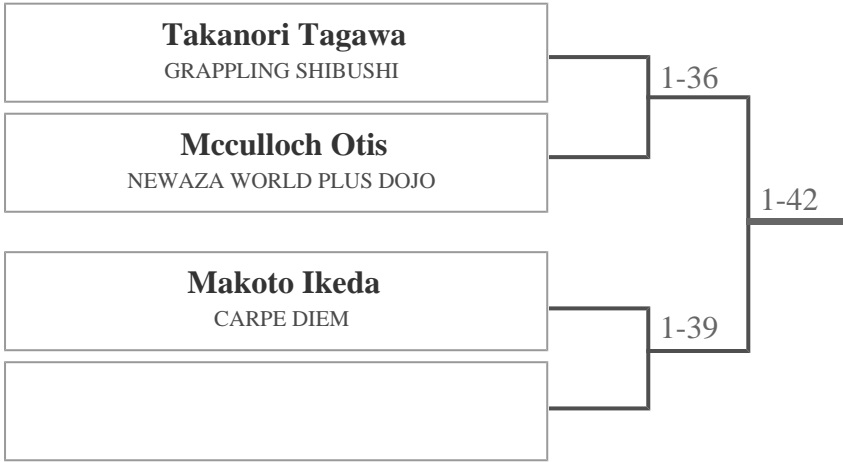 Takanori Tagawa
GRAPPLING SHIBUSHI
1-36
Mcculloch Otis
NEWAZA WORLD PLUS DOJO
1-42
Makoto Ikeda
CARPE DIEM
1-39